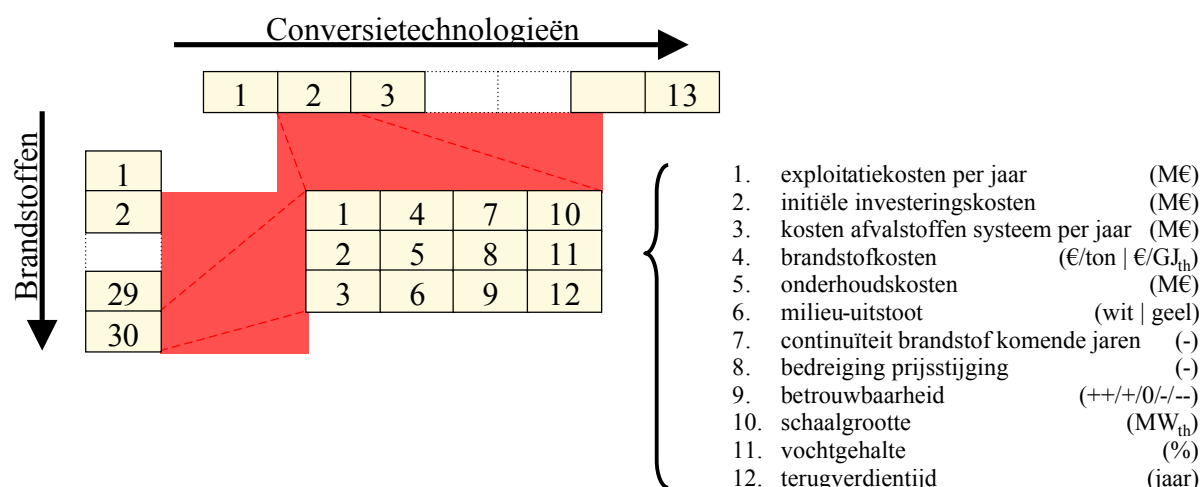 Conversietechnologieën
1 2 3 13
Brandstoffen
1
2
29
30
1 4 7 10
2 5 8 11
3 6 9 12
1. exploitatiekosten per jaar (M€)
2. initiële investeringskosten (M€)
3. kosten afvalstoffen systeem per jaar (M€)
4. brandstofkosten (€/ton | €/GJth)
5. onderhoudskosten (M€)
6. milieu-uitstoot (wit | geel)
7. continuïteit brandstof komende jaren (-)
8. bedreiging prijsstijging (-)
9. betrouwbaarheid (++/+/0/-/--)
10. schaalgrootte (MWth)
11. vochtgehalte (%)
12. terugverdientijd (jaar)